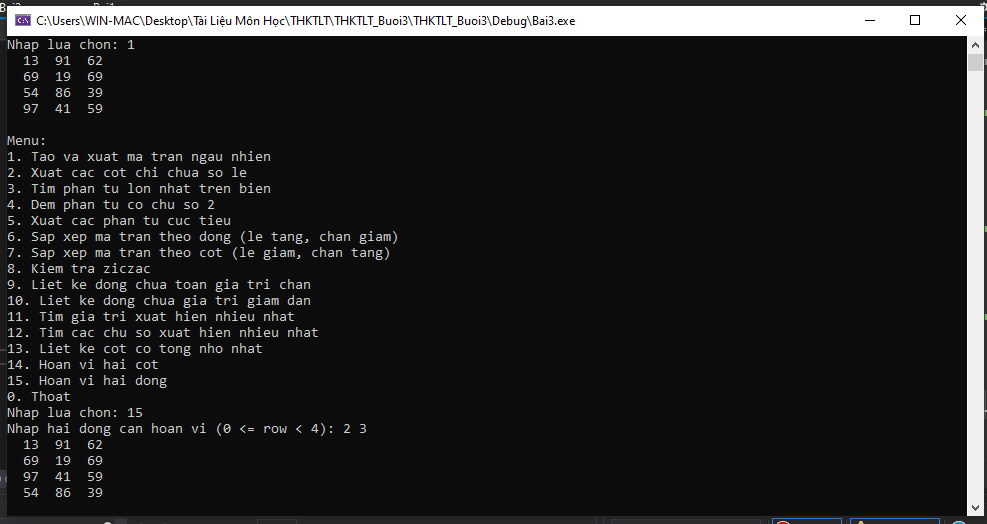 C:\Users\WIN-MAC\Desktop\Tài Liệu Môn Học\THKTLT\THKTLT_Buoi3\THKTLT_Buoi3\Debug\Bai3.exe
Nhap lua chon: 1
13 91 62
69 19 69
54 86 39
97 41 59
Menu:
1. Tao va xuat ma tran ngau nhien
2. Xuat cac cot chi chua so le
3. Tim phan tu lon nhat tren bien
4. Dem phan tu co chu so 2
5. Xuat cac phan tu cuc tieu
6. Sap xep ma tran theo dong (le tang, chan giam)
7. Sap xep ma tran theo cot (le giam, chan tang)
8. Kiem tra ziczac
9. Liet ke dong chua toan gia tri chan
10. Liet ke dong chua gia tri giam dan
11. Tim gia tri xuat hien nhieu nhat
12. Tim cac chu so xuat hien nhieu nhat
13. Liet ke cot co tong nho nhat
14. Hoan vi hai cot
15. Hoan vi hai dong
0. Thoat
Nhap lua chon: 15
Nhap hai dong can hoan vi (0 <= row < 4): 2 3
13 91 62
69 19 69
97 41 59
54 86 39